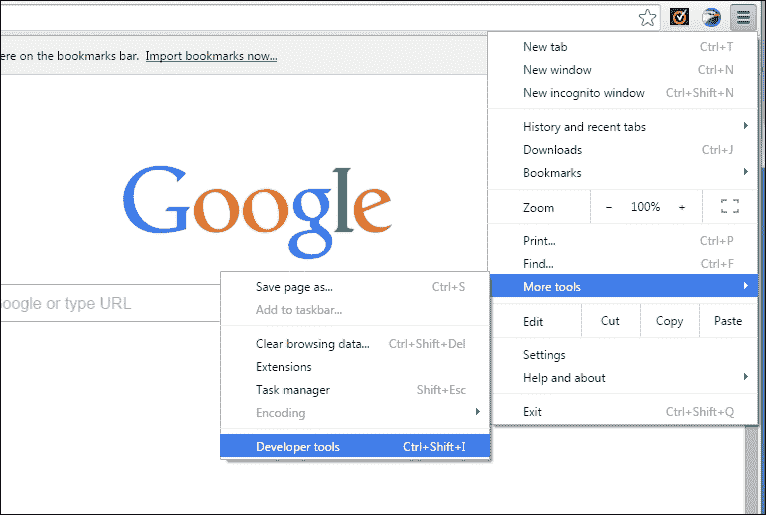 ere on the bookmarks bar. Import bookmarks now...
New tab Ctrl+T
New window Ctrl+N
New incognito window Ctrl+Shift+N
History and recent tabs
Downloads Ctrl+J
Bookmarks
Zoom − 100% +
Print... Ctrl+P
Find... Ctrl+F
More tools
Edit Cut Copy Paste
Settings
Help and about
Exit Ctrl+Shift+Q
Google
oogle or type URL
Save page as... Ctrl+S
Add to taskbar...
Clear browsing data... Ctrl+Shift+Del
Extensions
Task manager Shift+Esc
Encoding
Developer tools Ctrl+Shift+I